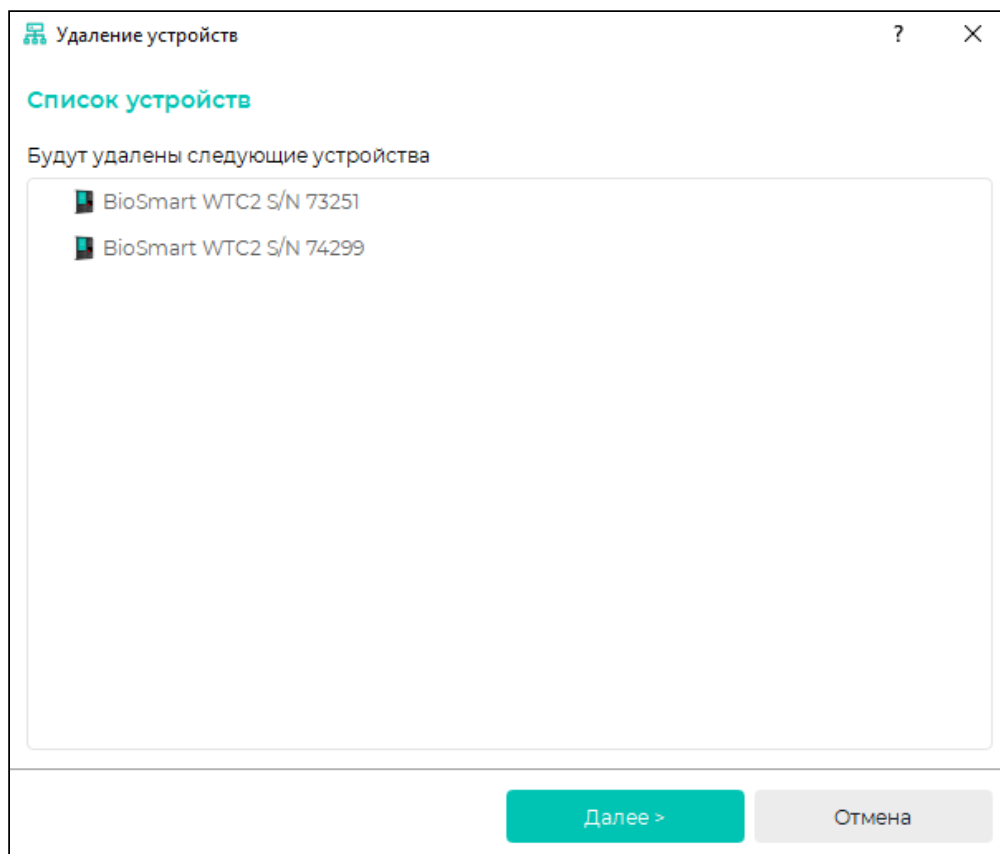 Удаление устройств
?
Список устройств
Будут удалены следующие устройства
BioSmart WTC2 S/N 73251
BioSmart WTC2 S/N 74299
Далее >
Отмена